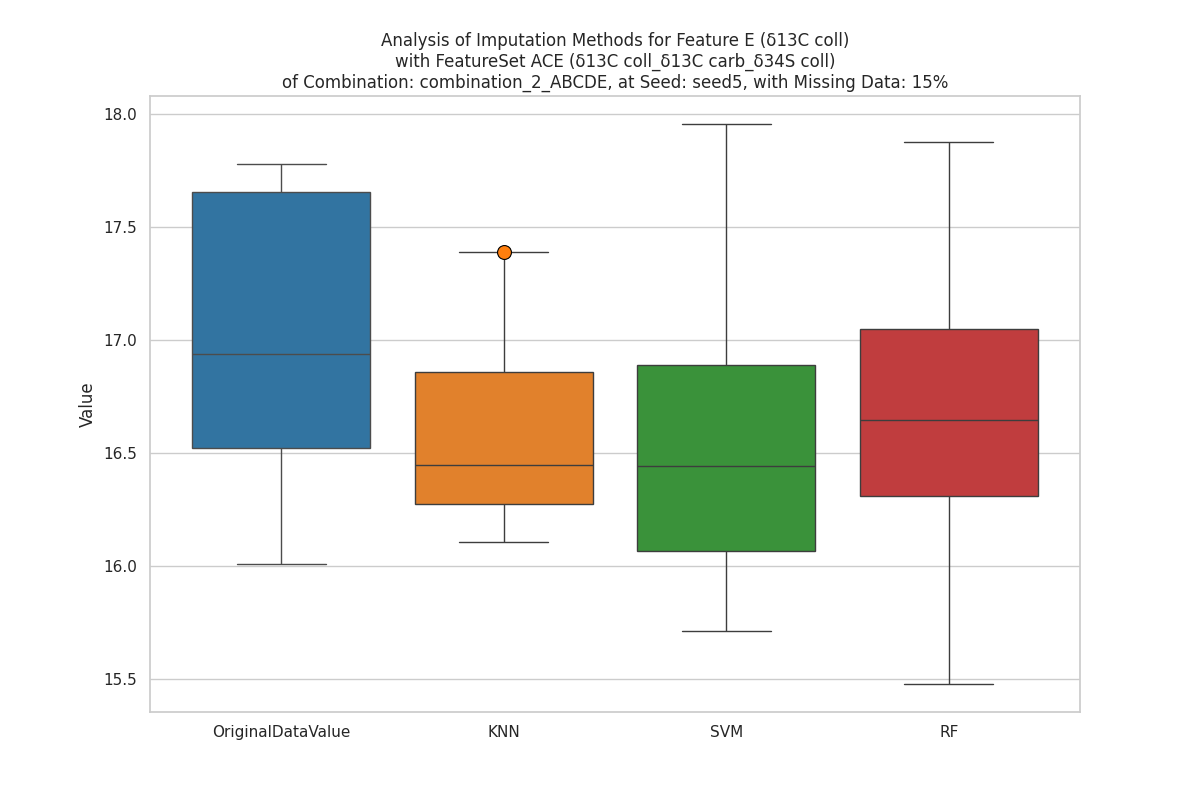 Analysis of Imputation Methods for Feature E (δ13C coll)
with FeatureSet ACE (δ13C coll_δ13C carb_δ34S coll)
of Combination: combination_2_ABCDE, at Seed: seed5, with Missing Data: 15%
18.0
17.5
17.0
16.5
16.0
15.5
Value
OriginalDataValue
KNN
SVM
RF